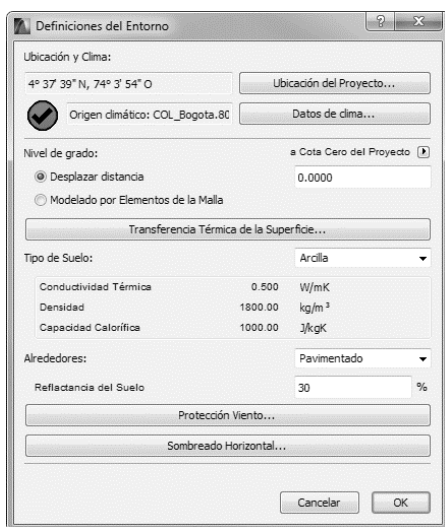 Definiciones del Entorno
Ubicación y Clima:
4° 37' 39" N, 74° 3' 54" O
Ubicación del Proyecto...
Origen climático: COL_Bogota.80
Datos de clima...
Nivel de grado:
a Cota Cero del Proyecto
Desplazar distancia
0.0000
Modelado por Elementos de la Malla
Transferencia Térmica de la Superficie...
Tipo de Suelo:
Arcilla
Conductividad Térmica 0.500 W/mK
Densidad 1800.00 kg/m³
Capacidad Calorífica 1000.00 J/kgK
Alrededores:
Pavimentado
Reflactancia del Suelo 30 %
Protección Viento...
Sombreado Horizontal...
Cancelar
OK